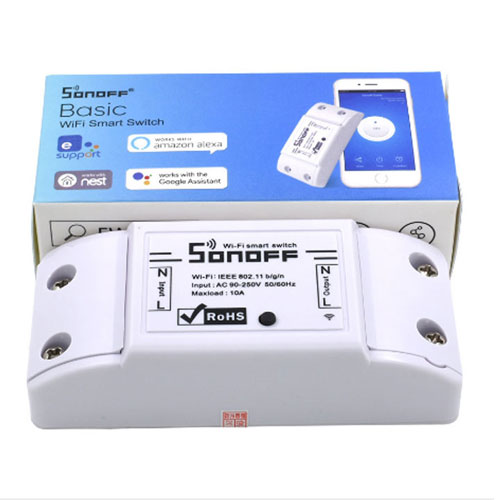 SONOFF
Basic
WiFi Smart Switch
e
support
WORKS WITH
amazon alexa
works with
nest
works with the
Google Assistant
Wi-Fi smart switch
SONOFF
Wi-Fi: IEEE 802.11 b/g/n
Input : AC 90-250V 50/60Hz
Maxload : 10A
RoHS
N
Input
L
N
Output
L